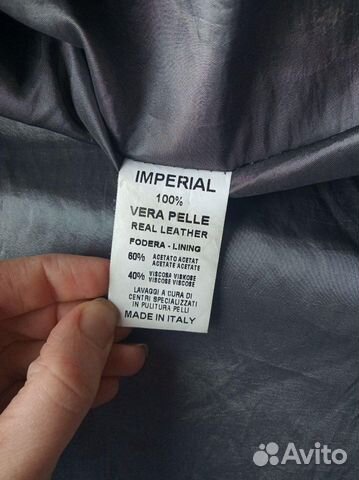 IMPERIAL
100%
VERA PELLE
REAL LEATHER
FODERA - LINING
60% ACETATO ACETAT
ACETATE ACETATE
40% VISCOSA VISKOSE
VISCOSE VISCOSE
LAVAGGI A CURA DI
CENTRI SPECIALIZZATI
IN PULITURA PELLI
MADE IN ITALY
Avito